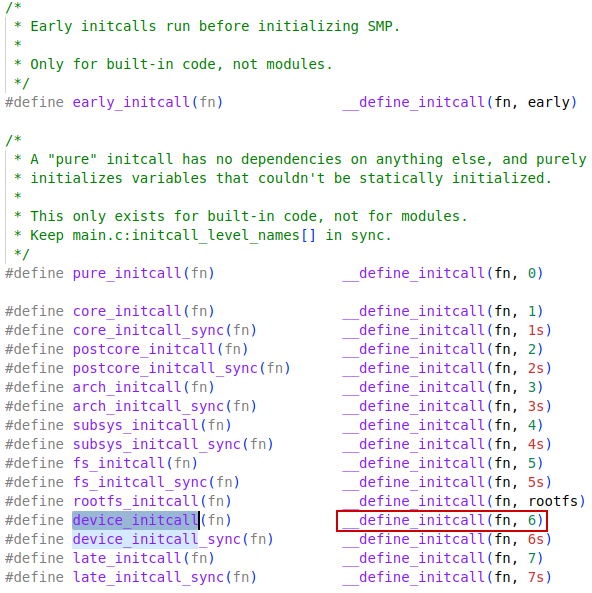 /*
 * Early initcalls run before initializing SMP.
 *
 * Only for built-in code, not modules.
 */
#define early_initcall(fn) __define_initcall(fn, early)
/*
 * A "pure" initcall has no dependencies on anything else, and purely
 * initializes variables that couldn't be statically initialized.
 *
 * This only exists for built-in code, not for modules.
 * Keep main.c:initcall_level_names[] in sync.
 */
#define pure_initcall(fn) __define_initcall(fn, 0)
#define core_initcall(fn) __define_initcall(fn, 1)
#define core_initcall_sync(fn) __define_initcall(fn, 1s)
#define postcore_initcall(fn) __define_initcall(fn, 2)
#define postcore_initcall_sync(fn) __define_initcall(fn, 2s)
#define arch_initcall(fn) __define_initcall(fn, 3)
#define arch_initcall_sync(fn) __define_initcall(fn, 3s)
#define subsys_initcall(fn) __define_initcall(fn, 4)
#define subsys_initcall_sync(fn) __define_initcall(fn, 4s)
#define fs_initcall(fn) __define_initcall(fn, 5)
#define fs_initcall_sync(fn) __define_initcall(fn, 5s)
#define rootfs_initcall(fn) __define_initcall(fn, rootfs)
#define device_initcall(fn) __define_initcall(fn, 6)
#define device_initcall_sync(fn) __define_initcall(fn, 6s)
#define late_initcall(fn) __define_initcall(fn, 7)
#define late_initcall_sync(fn) __define_initcall(fn, 7s)